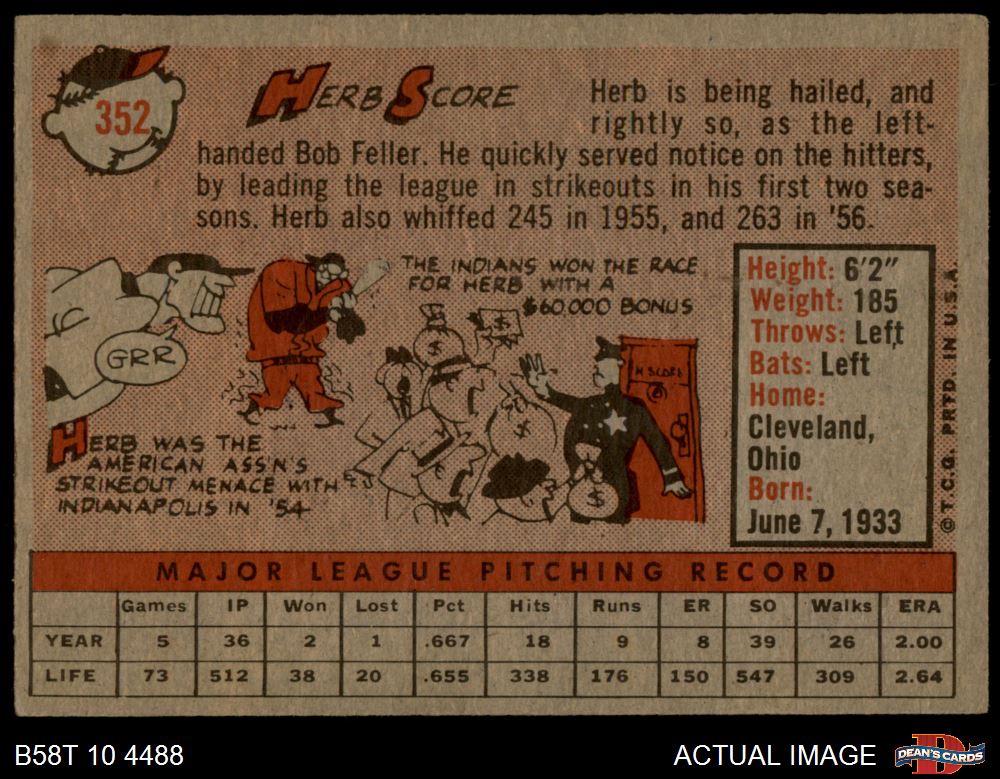 352
HERB SCORE
Herb is being hailed, and
rightly so, as the left-
handed Bob Feller. He quickly served notice on the hitters,
by leading the league in strikeouts in his first two sea-
sons. Herb also whiffed 245 in 1955, and 263 in '56.
THE INDIANS WON THE RACE
FOR HERB WITH A
$60,000 BONUS
GRR
$
$
$
$
$
H SCORE
HERB WAS THE
AMERICAN ASS'N'S
STRIKEOUT MENACE WITH
INDIANAPOLIS IN '54
Height: 6'2"
Weight: 185
Throws: Left
Bats: Left
Home:
Cleveland,
Ohio
Born:
June 7, 1933
© T.C.G. PRTD. IN U.S.A.
MAJOR LEAGUE PITCHING RECORD
Games IP Won Lost Pct Hits Runs ER SO Walks ERA
YEAR 5 36 2 1 .667 18 9 8 39 26 2.00
LIFE 73 512 38 20 .655 338 176 150 547 309 2.64
B58T 10 4488
ACTUAL IMAGE
DEAN'S CARDS